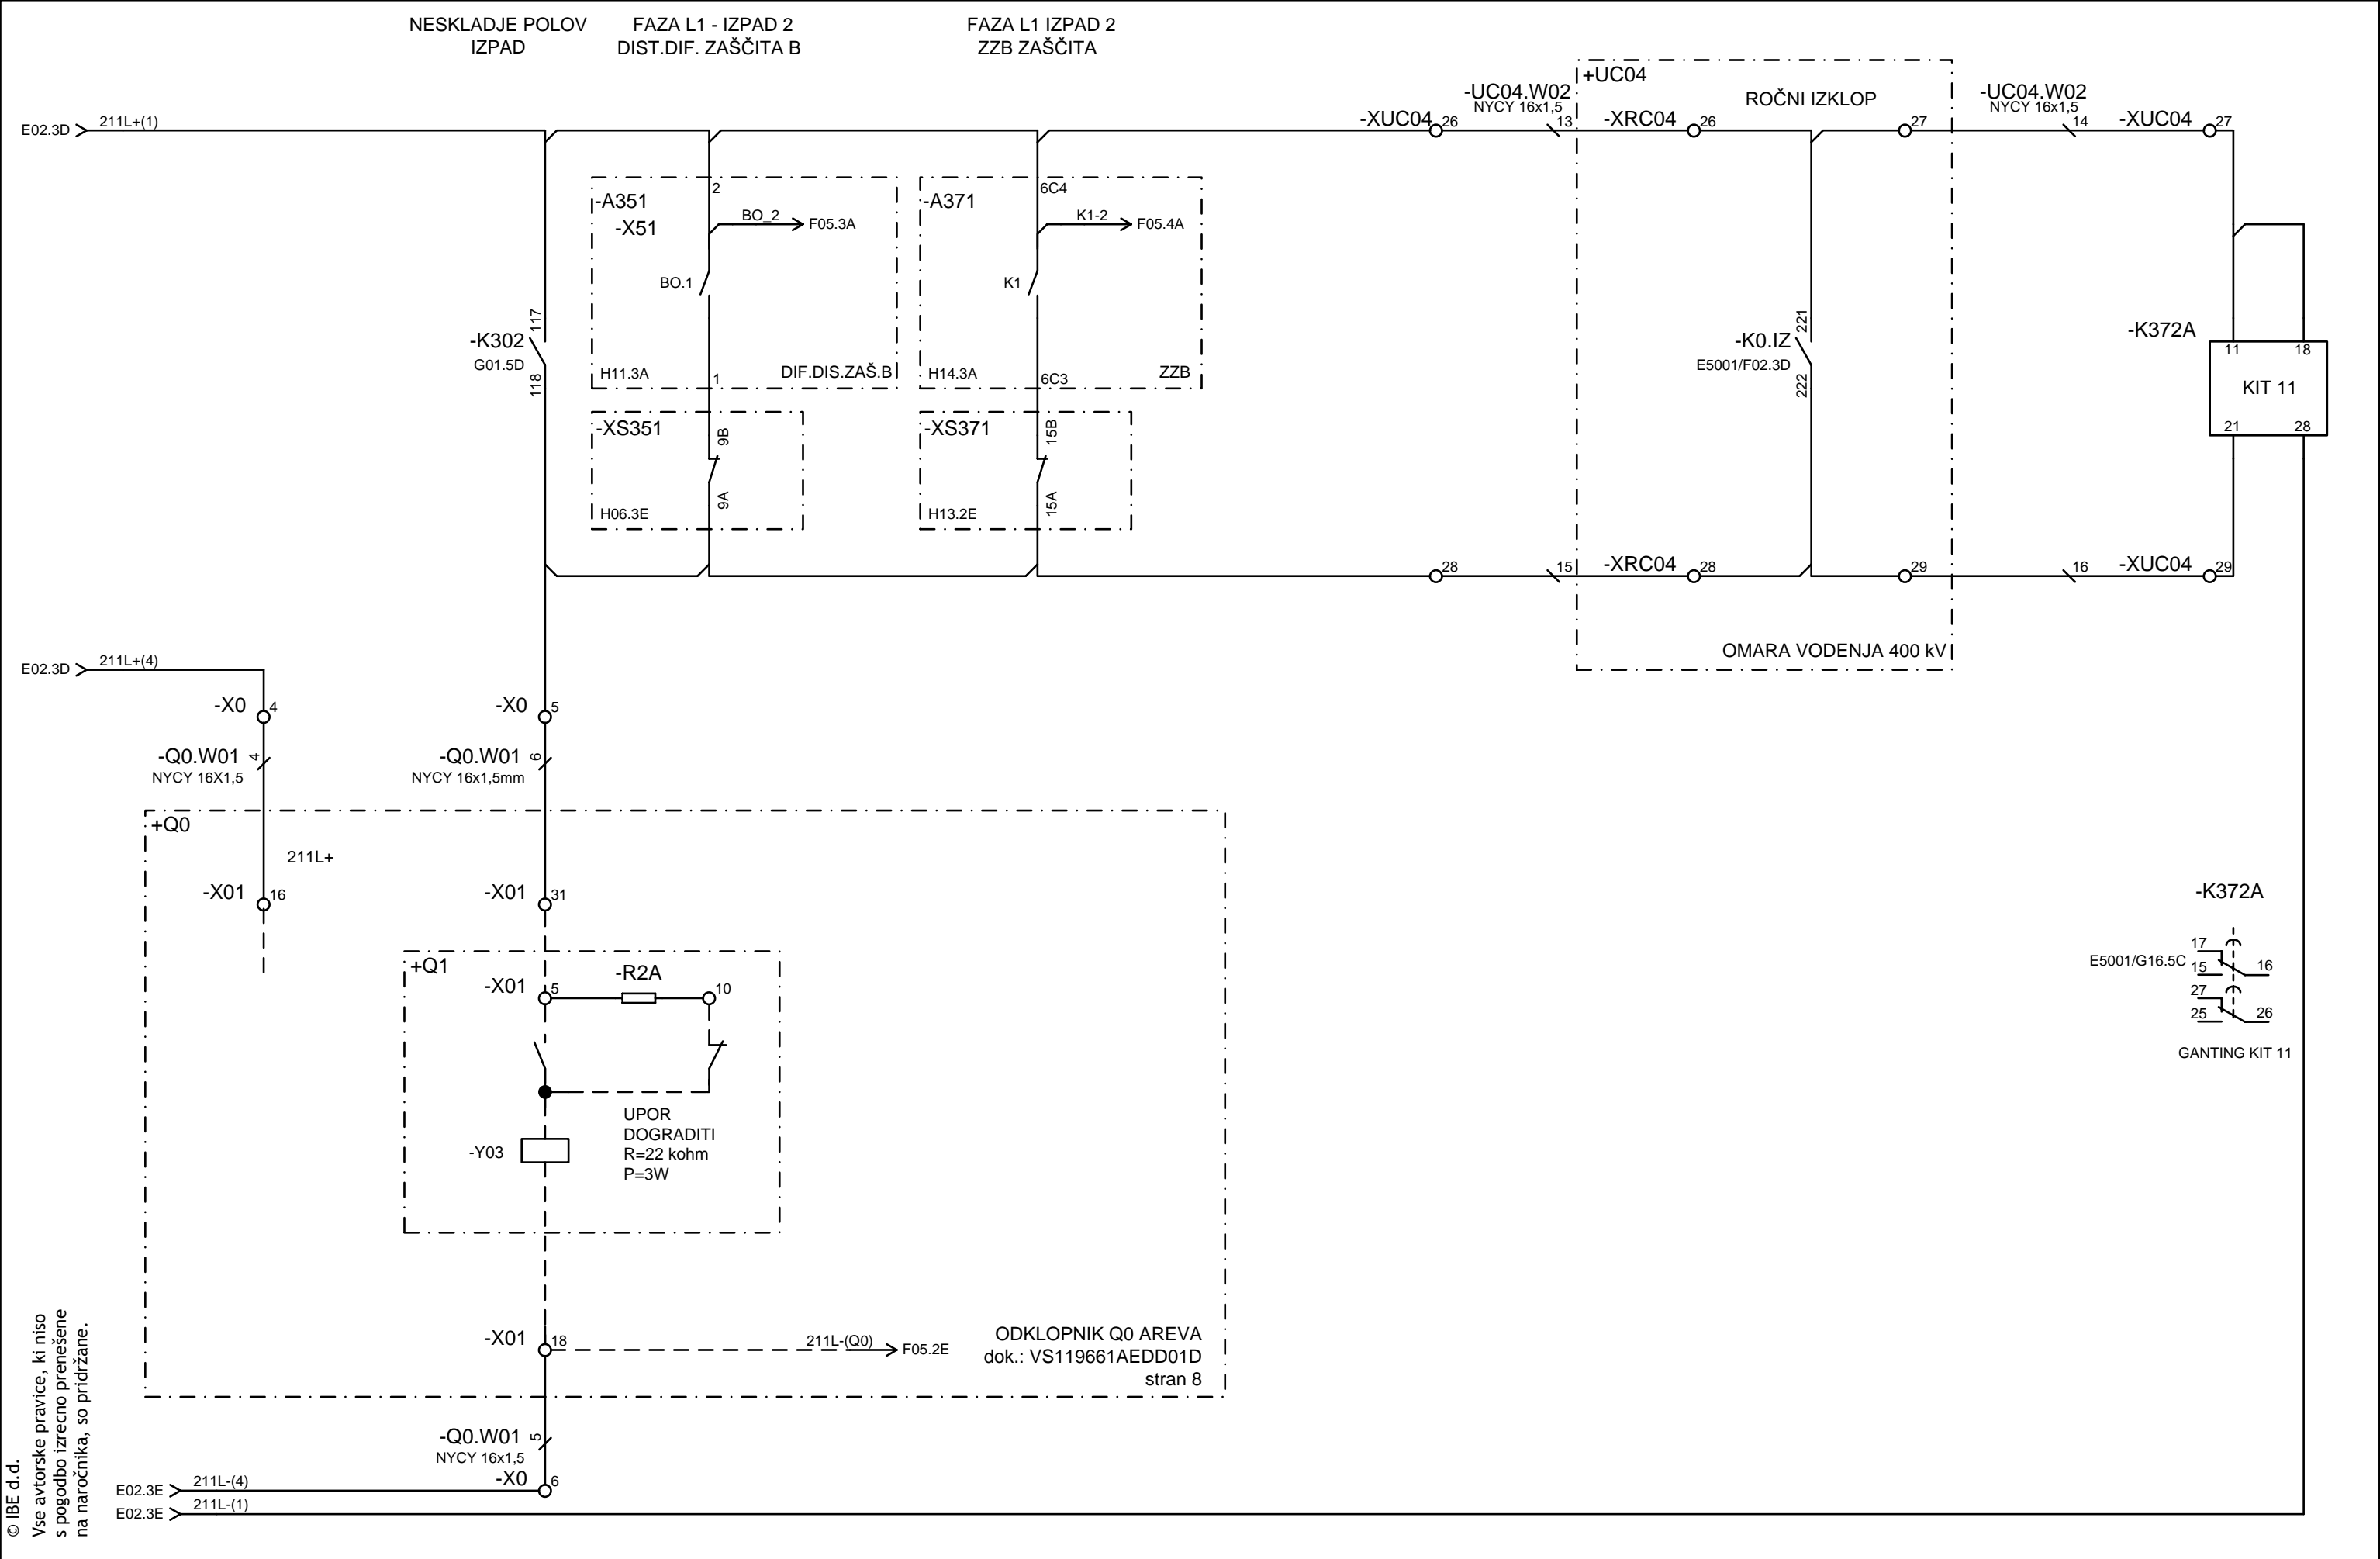 NESKLADJE POLOV
IZPAD
FAZA L1 - IZPAD 2
DIST.DIF. ZAŠČITA B
FAZA L1 IZPAD 2
ZZB ZAŠČITA
E02.3D
211L+(1)
-XUC04
26
-UC04.W02
NYCY 16x1,5
13
+UC04
ROČNI IZKLOP
-XRC04
26
27
-UC04.W02
NYCY 16x1,5
14
-XUC04
27
-A351
-X51
2
BO_2
F05.3A
BO.1
H11.3A
1
DIF.DIS.ZAŠ.B
-A371
6C4
K1-2
F05.4A
K1
H14.3A
6C3
ZZB
-K302
G01.5D
117
118
-K0.IZ
E5001/F02.3D
221
222
-K372A
11
18
KIT 11
21
28
-XS351
9B
9A
H06.3E
-XS371
15B
15A
H13.2E
28
15
-XRC04
28
29
16
-XUC04
29
OMARA VODENJA 400 kV
E02.3D
211L+(4)
-X0
4
-X0
5
-Q0.W01
NYCY 16X1,5
4
-Q0.W01
NYCY 16x1,5mm
6
+Q0
211L+
-X01
16
-X01
31
+Q1
-X01
5
-R2A
10
UPOR
DOGRADITI
R=22 kohm
P=3W
-Y03
-K372A
17
E5001/G16.5C
15
16
27
25
26
GANTING KIT 11
-X01
18
211L-(Q0)
F05.2E
ODKLOPNIK Q0 AREVA
dok.: VS119661AEDD01D
stran 8
-Q0.W01
NYCY 16x1,5
5
-X0
6
E02.3E
211L-(4)
E02.3E
211L-(1)
© IBE d.d.
Vse avtorske pravice, ki niso
s pogodbo izrecno prenešene
na naročnika, so pridržane.